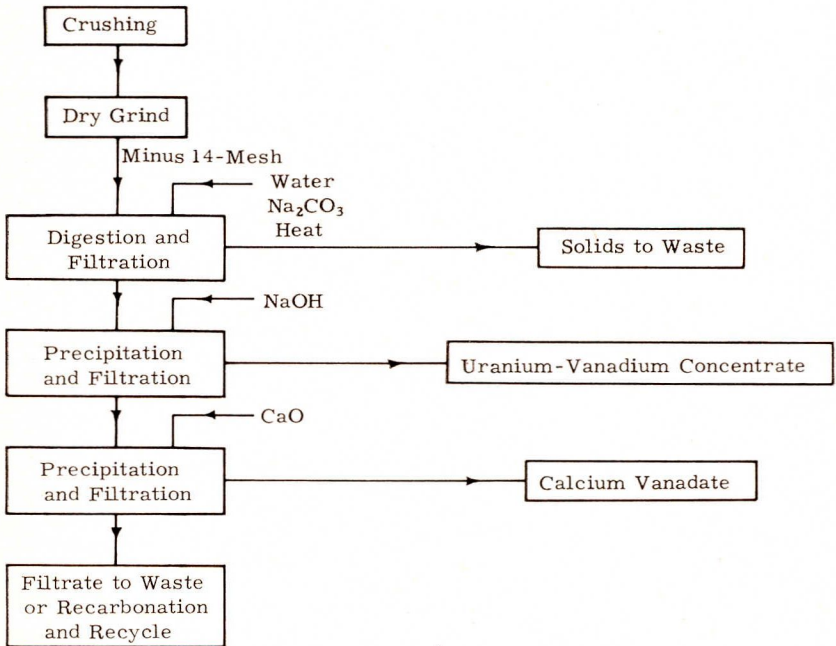 Crushing
Dry Grind
Minus 14-Mesh
Water
Na₂CO₃
Heat
Digestion and
Filtration
Solids to Waste
NaOH
Precipitation
and Filtration
Uranium-Vanadium Concentrate
CaO
Precipitation
and Filtration
Calcium Vanadate
Filtrate to Waste
or Recarbonation
and Recycle